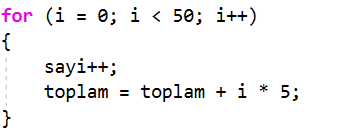 for (i = 0; i < 50; i++)
{
    sayi++;
    toplam = toplam + i * 5;
}